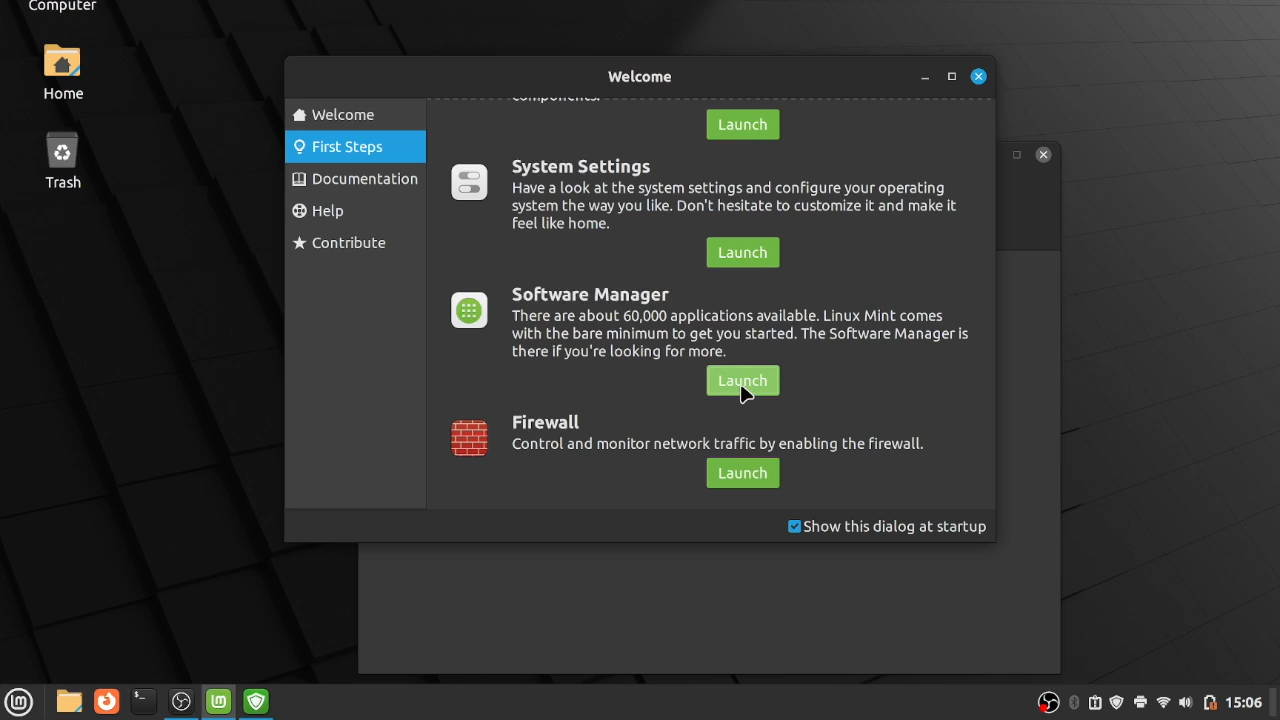 Computer
Home
Trash
Welcome
Welcome
First Steps
Documentation
Help
Contribute
components.
Launch
System Settings
Have a look at the system settings and configure your operating
system the way you like. Don't hesitate to customize it and make it
feel like home.
Launch
Software Manager
There are about 60,000 applications available. Linux Mint comes
with the bare minimum to get you started. The Software Manager is
there if you're looking for more.
Launch
Firewall
Control and monitor network traffic by enabling the firewall.
Launch
Show this dialog at startup
15:06